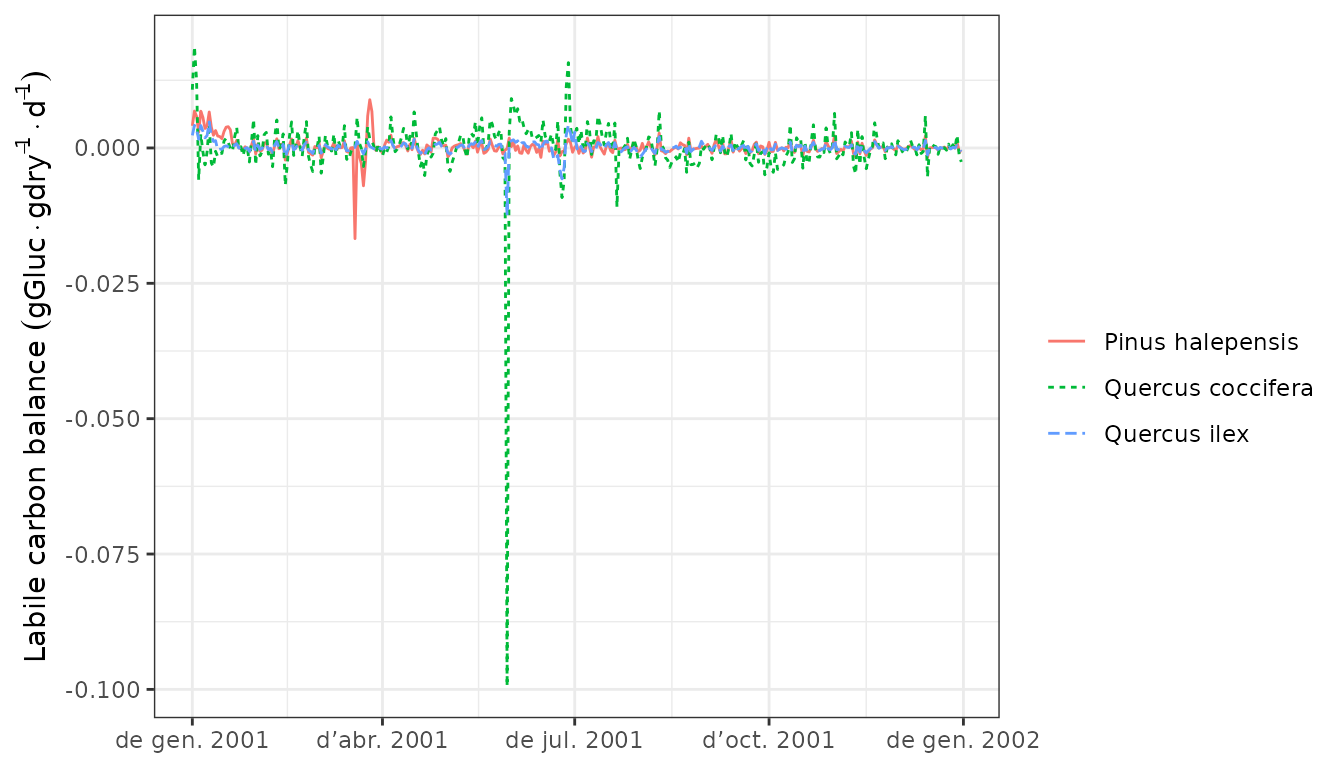 Labile carbon balance (gGluc · gdry⁻¹ · d⁻¹)
0.000
-0.025
-0.050
-0.075
-0.100
de gen. 2001 d’abr. 2001 de jul. 2001 d’oct. 2001 de gen. 2002
Pinus halepensis
Quercus coccifera
Quercus ilex